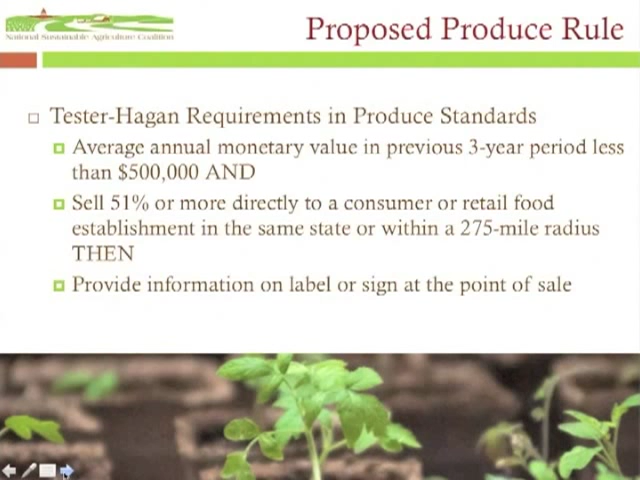 Proposed Produce Rule
National Sustainable Agriculture Coalition
Tester-Hagan Requirements in Produce Standards
Average annual monetary value in previous 3-year period less
than $500,000 AND
Sell 51% or more directly to a consumer or retail food
establishment in the same state or within a 275-mile radius
THEN
Provide information on label or sign at the point of sale